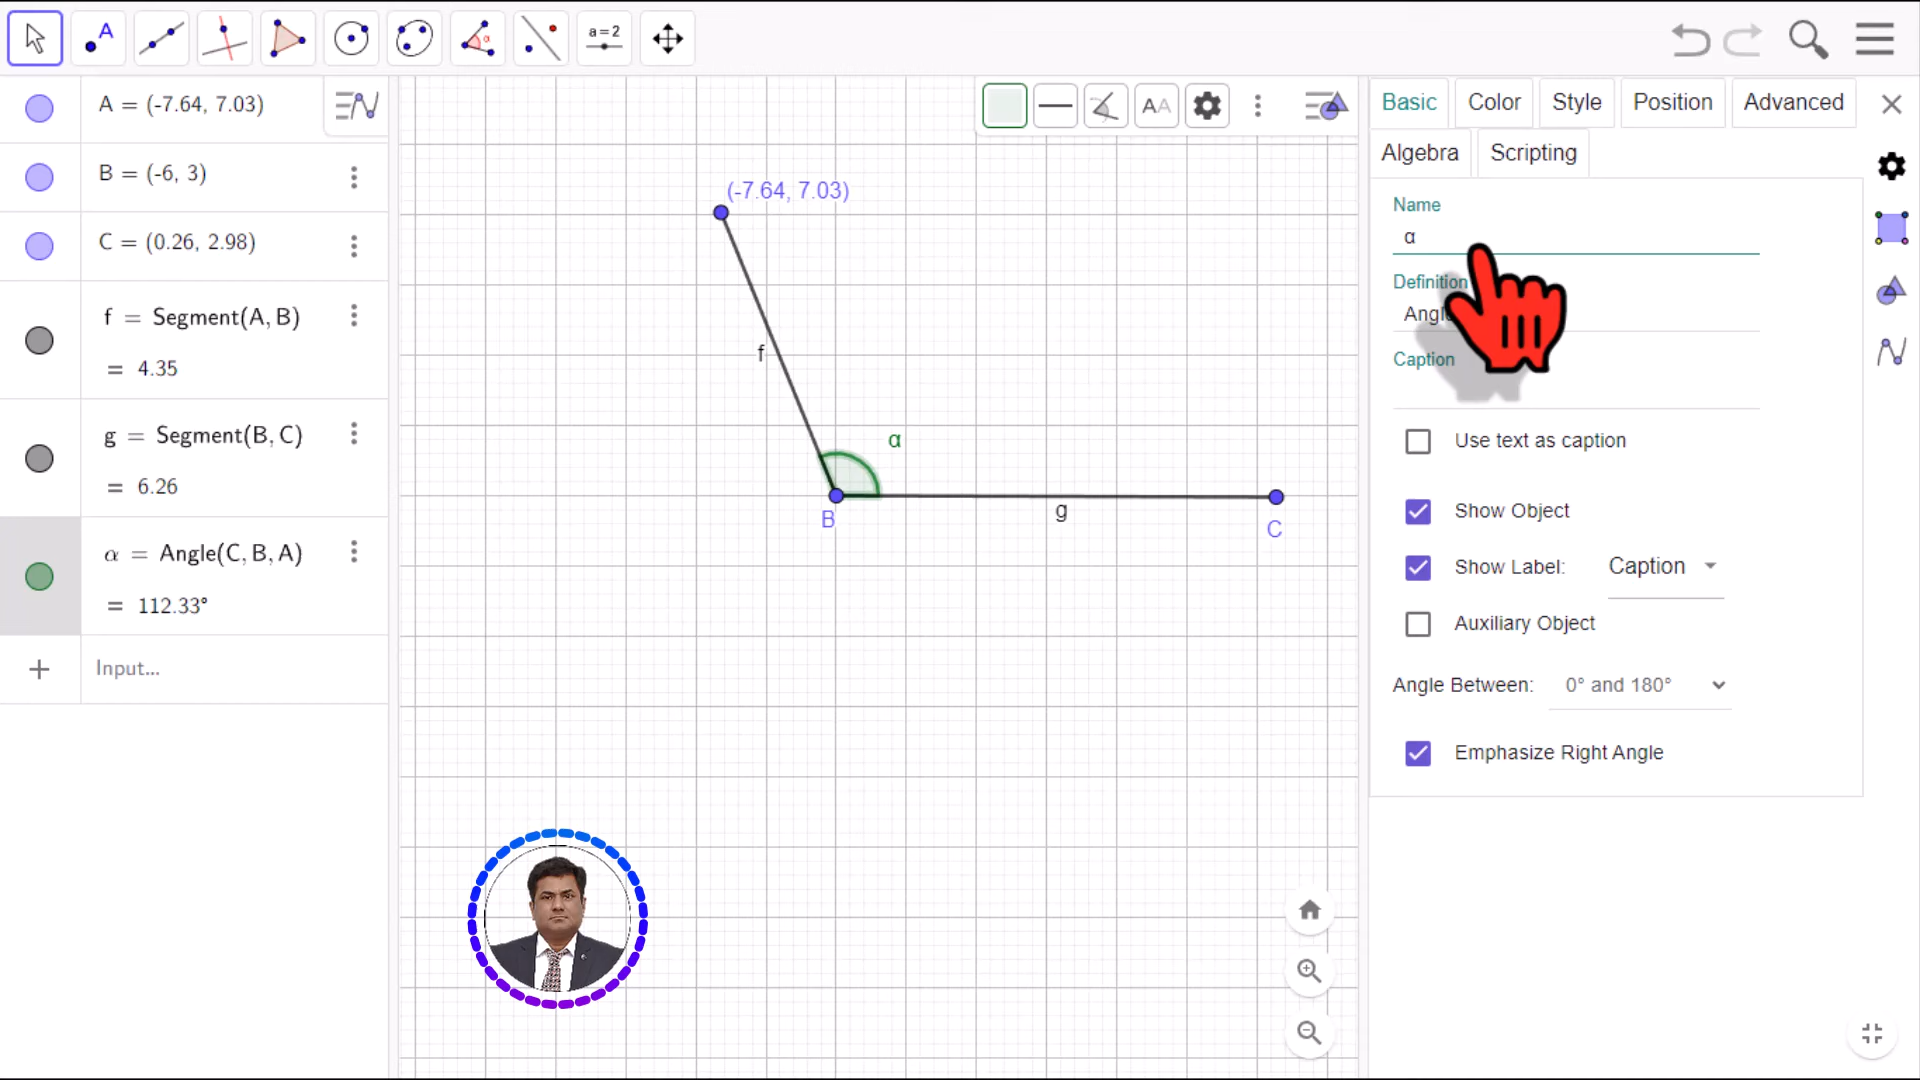 A
α
a = 2
A = (-7.64, 7.03)
B = (-6, 3)
C = (0.26, 2.98)
f = Segment(A, B)
= 4.35
g = Segment(B, C)
= 6.26
α = Angle(C, B, A)
= 112.33°
+ Input...
AA
(-7.64, 7.03)
f
α
B
g
C
Basic Color Style Position Advanced
Algebra Scripting
Name
α
Definition
Caption
Use text as caption
Show Object
Show Label: Caption
Auxiliary Object
Angle Between: 0° and 180°
Emphasize Right Angle